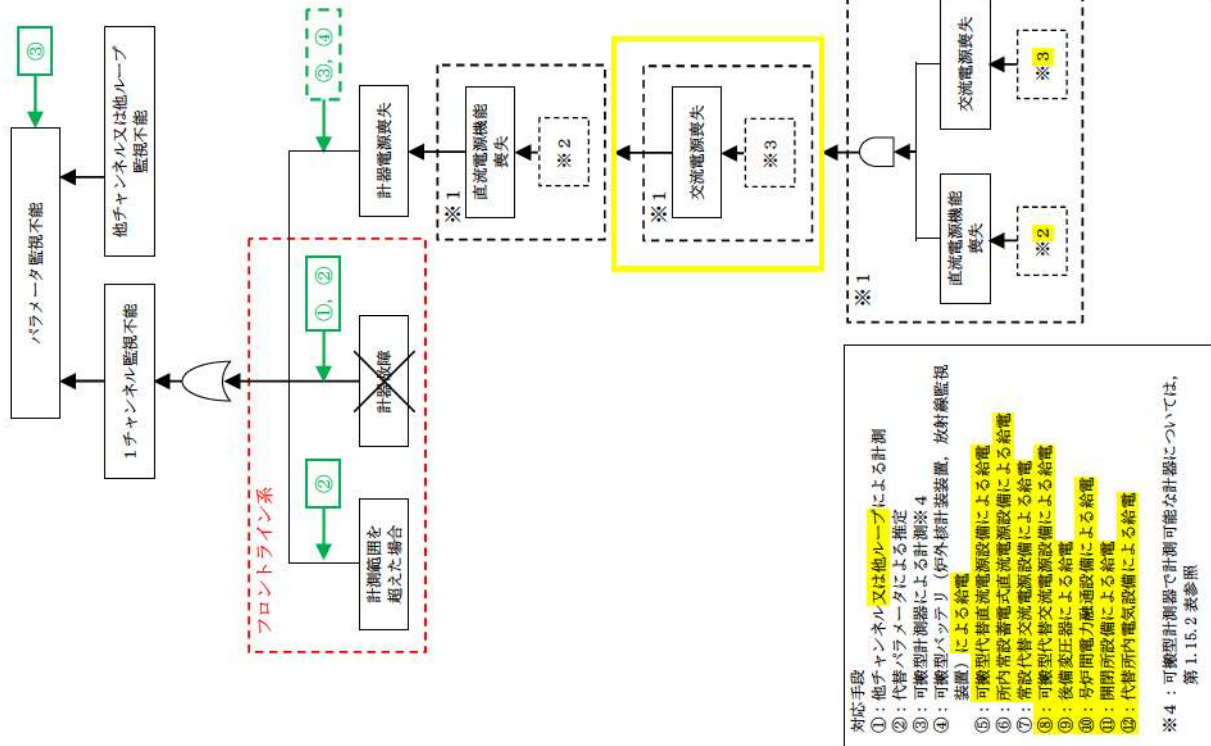 ③
パラメータ監視不能
他チャンネル又は他ループ
監視不能
1チャンネル監視不能
フロントライン系
②
①, ②
③, ④
計測範囲を
超えた場合
計器故障
計器電源喪失
※1
直流電源機能
喪失
※2
※1
交流電源喪失
※3
※1
直流電源機能
喪失
※2
交流電源喪失
※3
対応手段
①：他チャンネル又は他ループによる計測
②：代替パラメータによる推定
③：可搬型計測器による計測※4
④：可搬型バッテリ（炉外核計装装置，放射線監視
装置）による給電
⑤：可搬型代替直流電源設備による給電
⑥：所内常設蓄電式直流電源設備による給電
⑦：常設代替交流電源設備による給電
⑧：可搬型代替交流電源設備による給電
⑨：後備変圧器による給電
⑩：号炉間電力融通設備による給電
⑪：開閉所設備による給電
⑫：代替所内電気設備による給電
※4：可搬型計測器で計測可能な計器については，
第1.15.2表参照